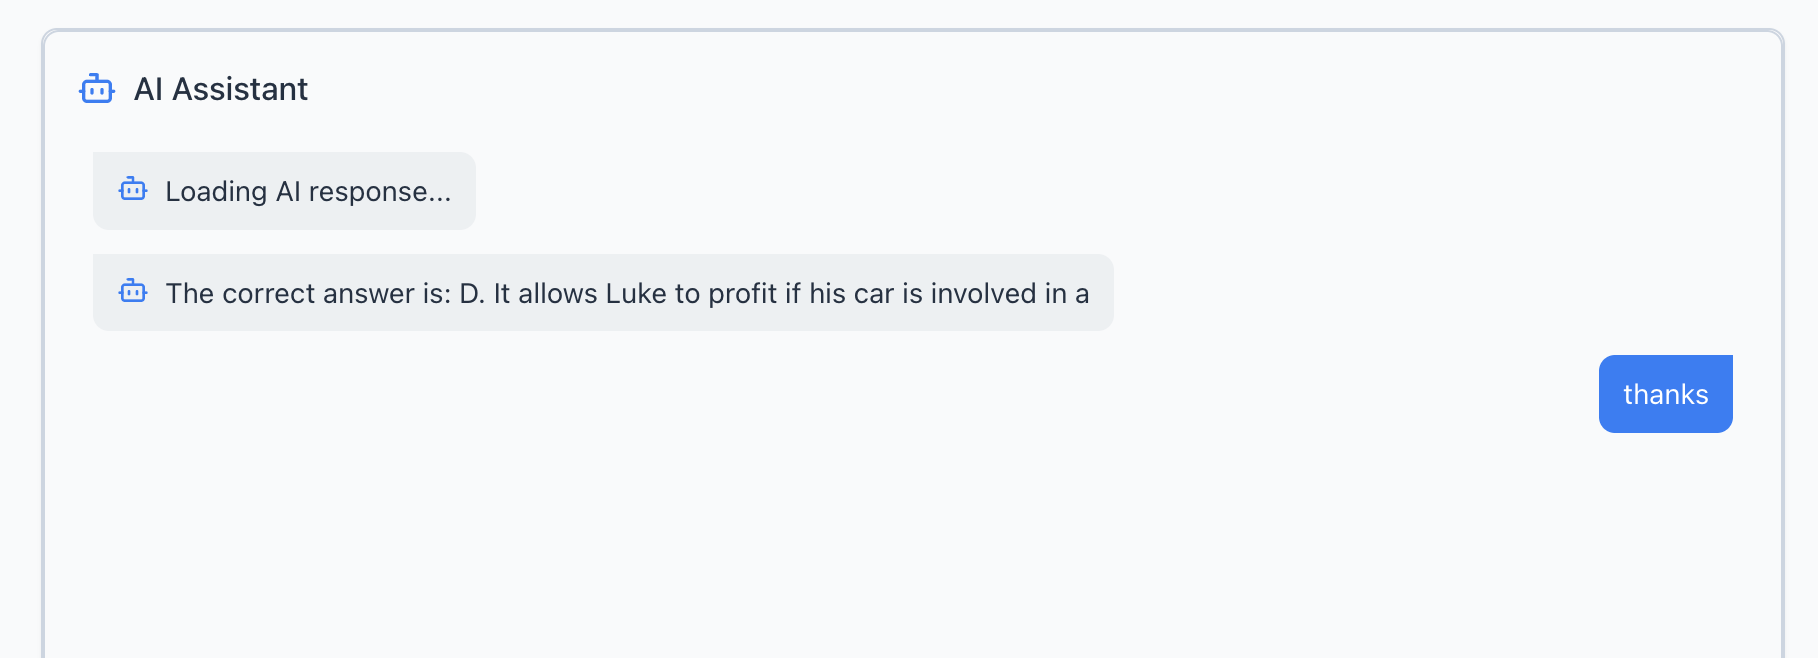 AI Assistant
Loading AI response...
The correct answer is: D. It allows Luke to profit if his car is involved in a
thanks